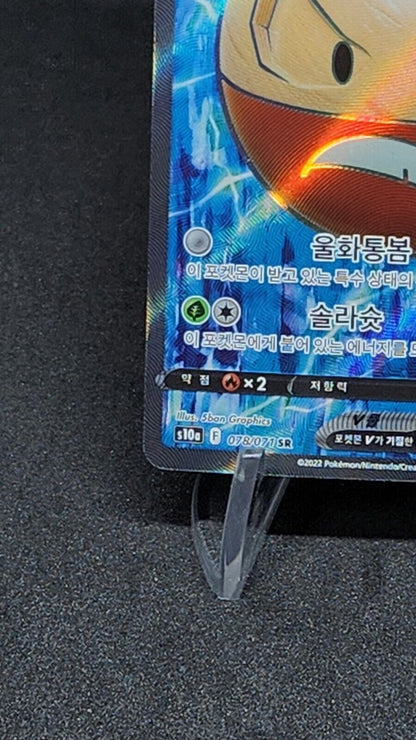 울화통봄
이 포켓몬이 받고 있는 특수 상태의
솔라숏
이 포켓몬에게 붙어 있는 에너지를 모
약점 ×2 저항력
Illus. 5ban Graphics
V룰
s10a F 078/071 SR
포켓몬 V가 기절한
©2022 Pokémon/Nintendo/Crea